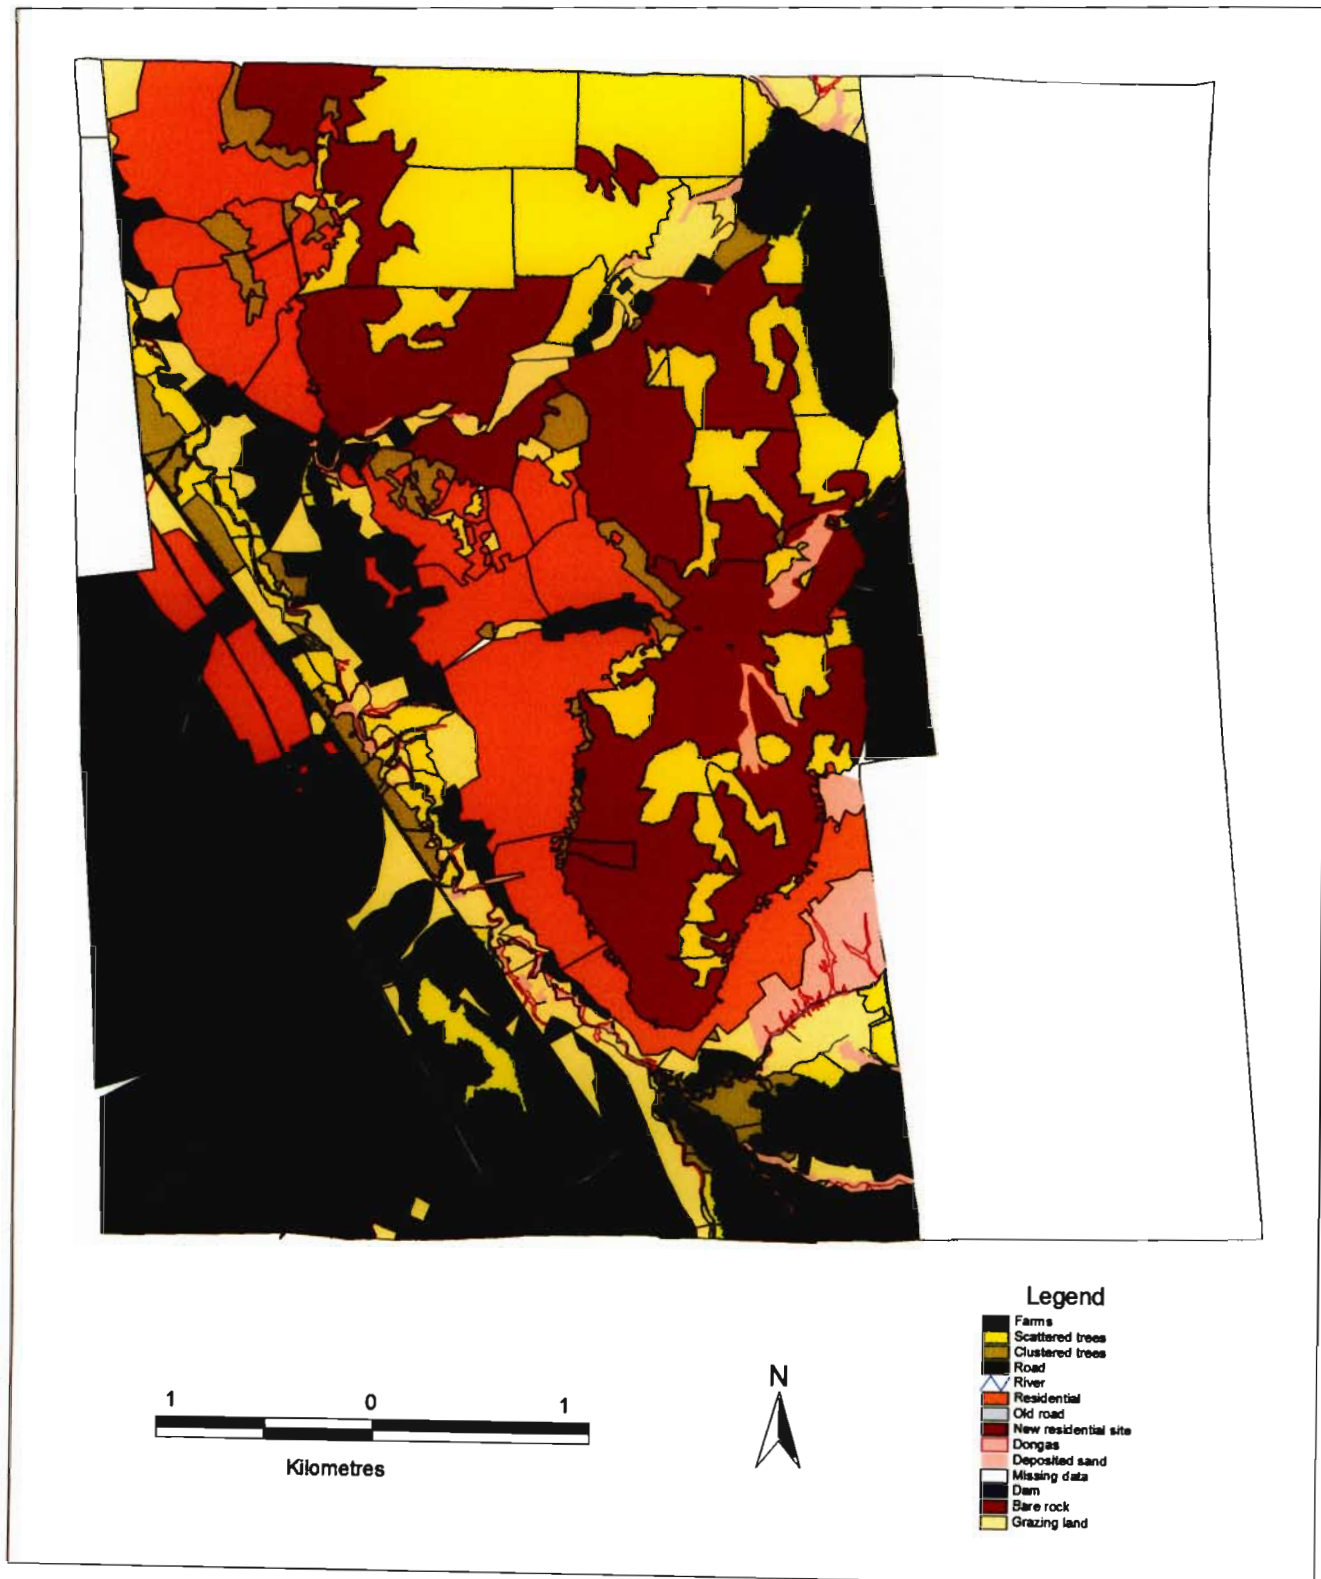 Legend
Farms
Scattered trees
Clustered trees
Road
River
Residential
Old road
New residential site
Dongas
Deposited sand
Missing data
Dam
Bare rock
Grazing land
1 0 1
Kilometres
N